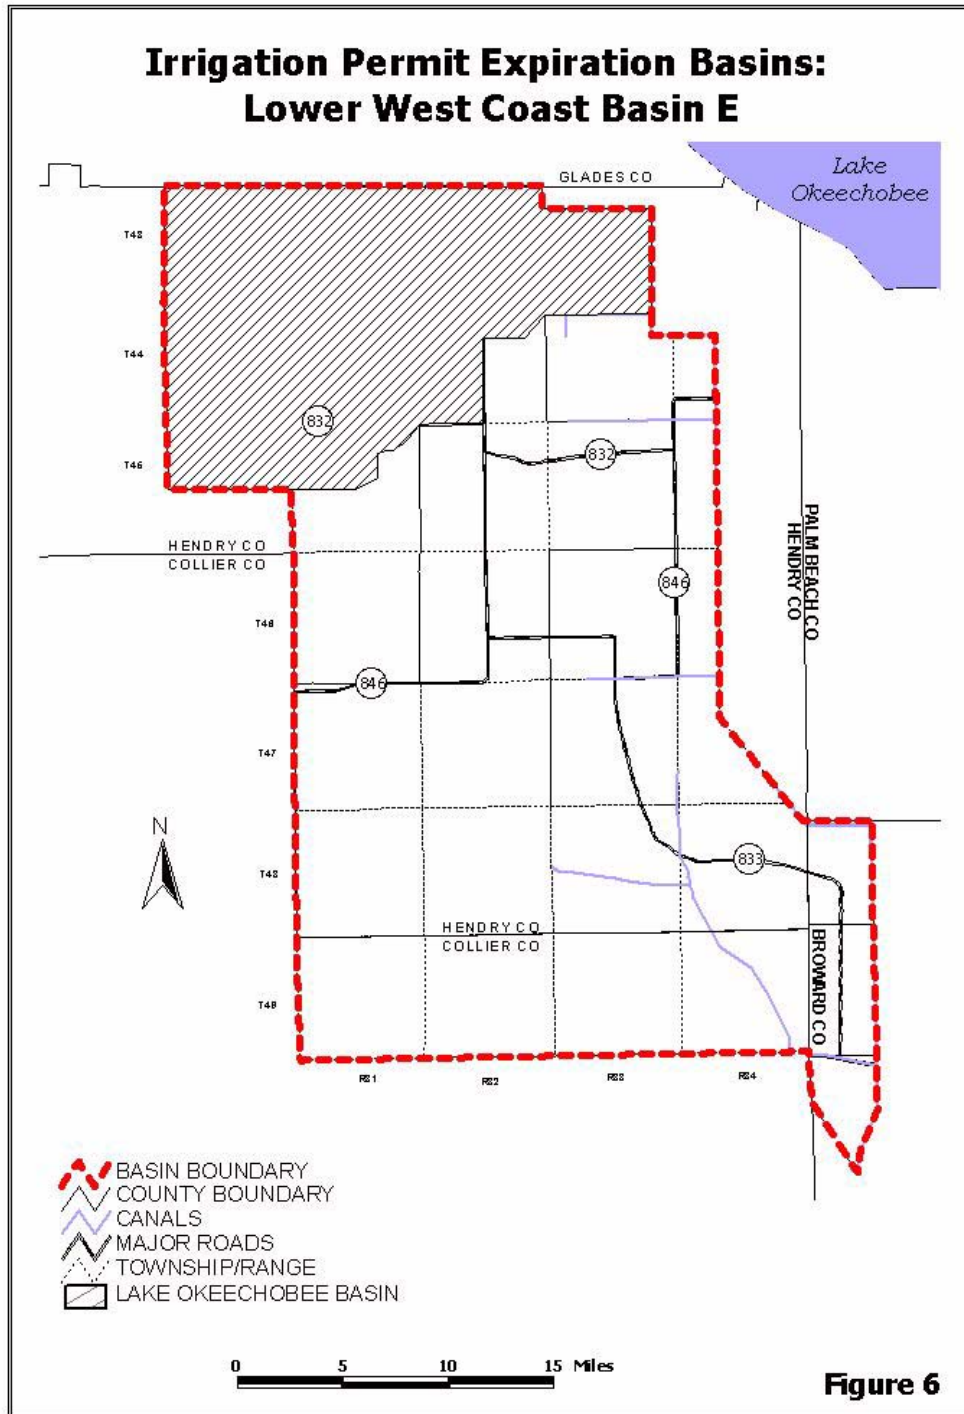 Irrigation Permit Expiration Basins:
Lower West Coast Basin E
GLADES CO
Lake
Okeechobee
T43
T44
832
T46
832
HENDRY CO
COLLIER CO
PALM BEACH CO
HENDRY CO
846
T46
846
T47
N
T48
833
HENDRY CO
COLLIER CO
BROWARD CO
T49
R31
R32
R33
R34
BASIN BOUNDARY
COUNTY BOUNDARY
CANALS
MAJOR ROADS
TOWNSHIP/RANGE
LAKE OKEECHOBEE BASIN
0 5 10 15 Miles
Figure 6